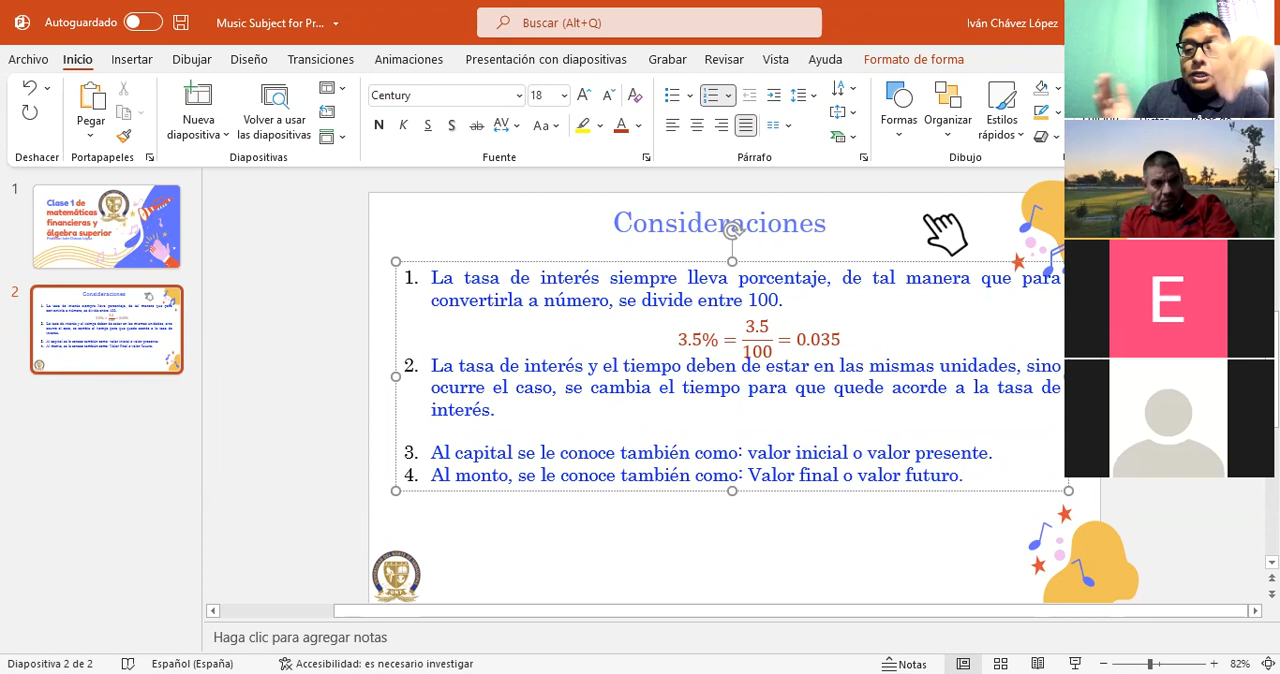 Autoguardado
Music Subject for Pr...
Buscar (Alt+Q)
Iván Chávez López
Archivo
Inicio
Insertar
Dibujar
Diseño
Transiciones
Animaciones
Presentación con diapositivas
Grabar
Revisar
Vista
Ayuda
Formato de forma
Pegar
Nueva
diapositiva
Volver a usar
las diapositivas
Century
18
N K S S ab AV Aa A
Formas
Organizar
Estilos
rápidos
Deshacer
Portapapeles
Diapositivas
Fuente
Párrafo
Dibujo
1
Clase 1 de
matemáticas
financieras y
álgebra superior
2
Consideraciones
Consideraciones
1. La tasa de interés siempre lleva porcentaje, de tal manera que para
convertirla a número, se divide entre 100.
3.5% = 3.5/100 = 0.035
2. La tasa de interés y el tiempo deben de estar en las mismas unidades, sino
ocurre el caso, se cambia el tiempo para que quede acorde a la tasa de
interés.
3. Al capital se le conoce también como: valor inicial o valor presente.
4. Al monto, se le conoce también como: Valor final o valor futuro.
E
Haga clic para agregar notas
Diapositiva 2 de 2
Español (España)
Accesibilidad: es necesario investigar
Notas
82%